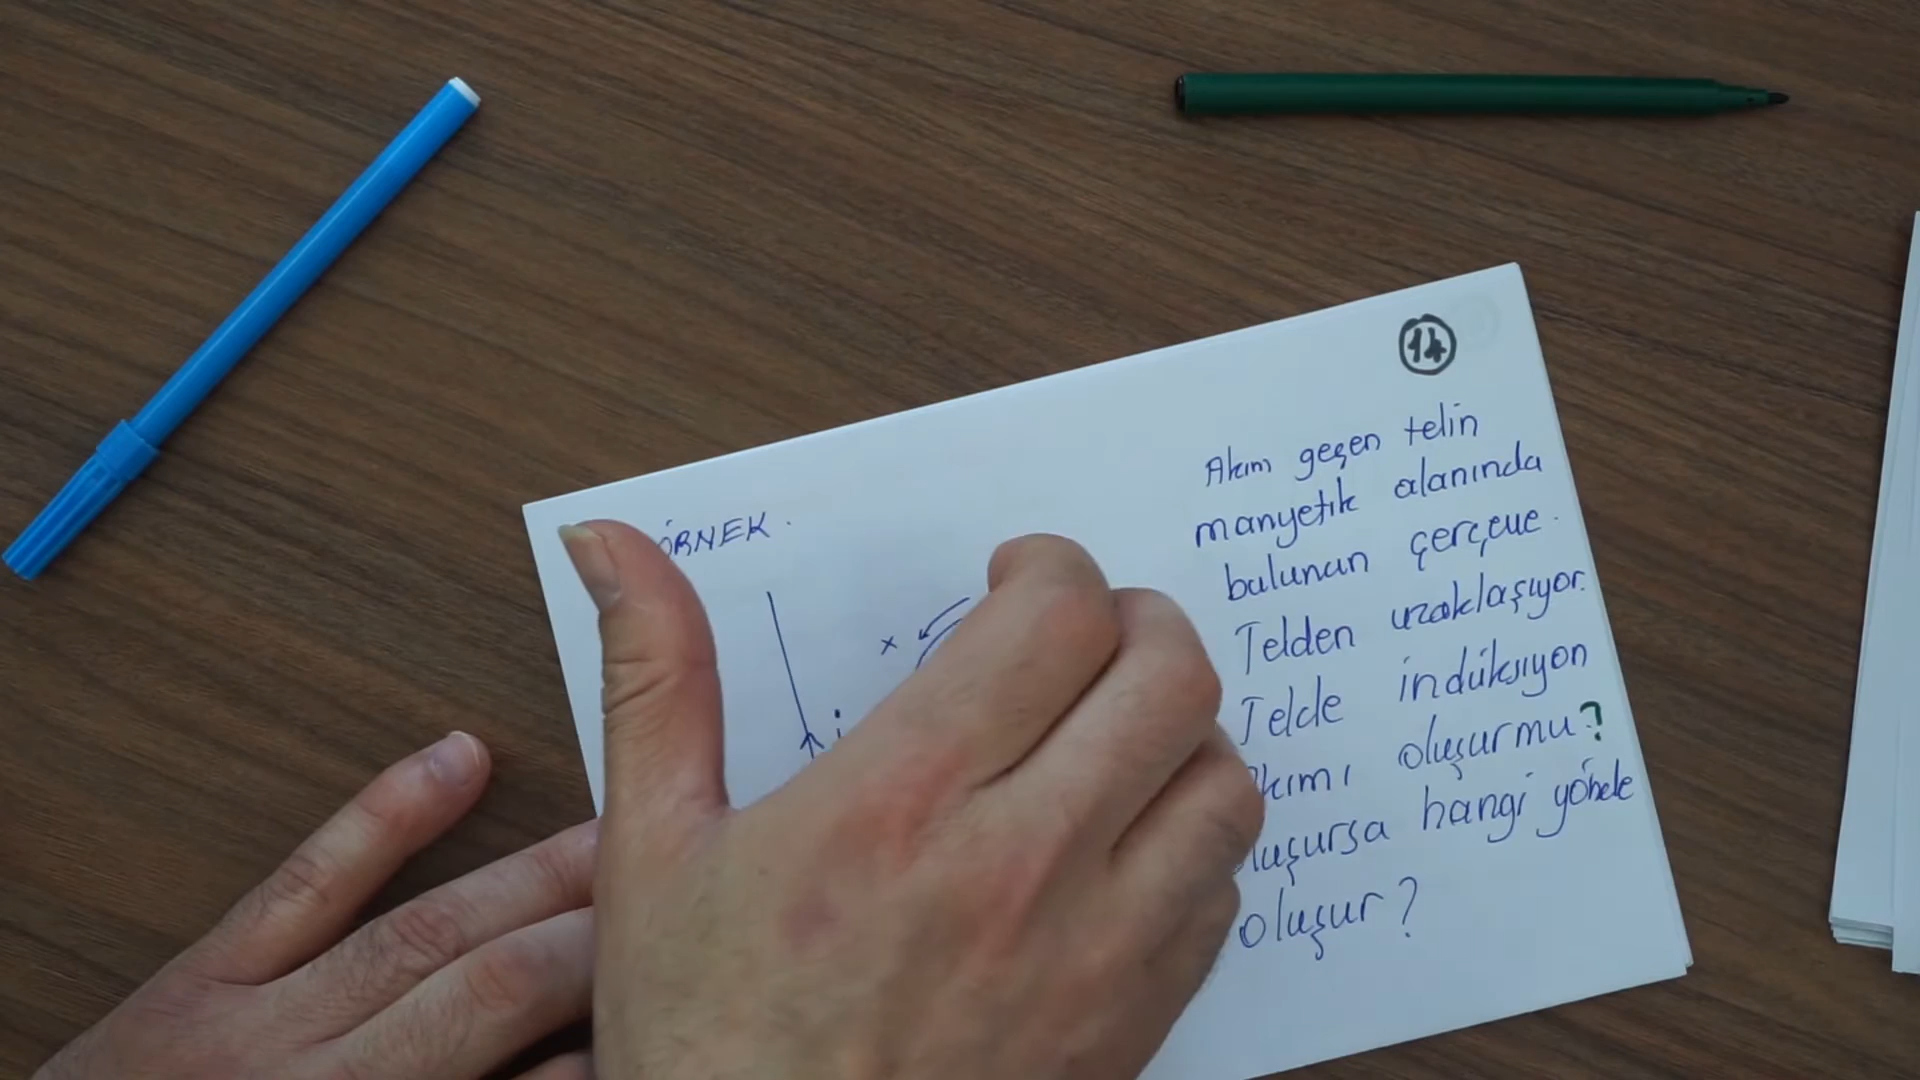 14
ÖRNEK.
x
i
Akım geçen telin
manyetik alanında
bulunan çerçeve.
Telden uzaklaşıyor.
Telde indüksiyon
oluşurmu?
hangi yönde
oluşur?